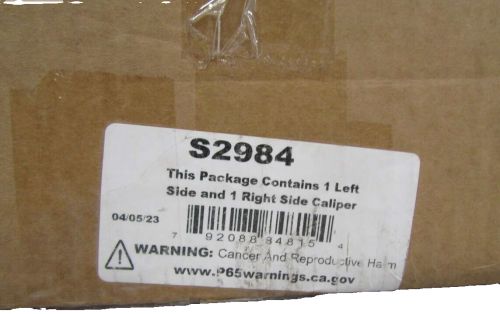 S2984
This Package Contains 1 Left
Side and 1 Right Side Caliper
04/05/23
7 92088 84815 4
WARNING: Cancer And Reproductive Harm
www.P65warnings.ca.gov